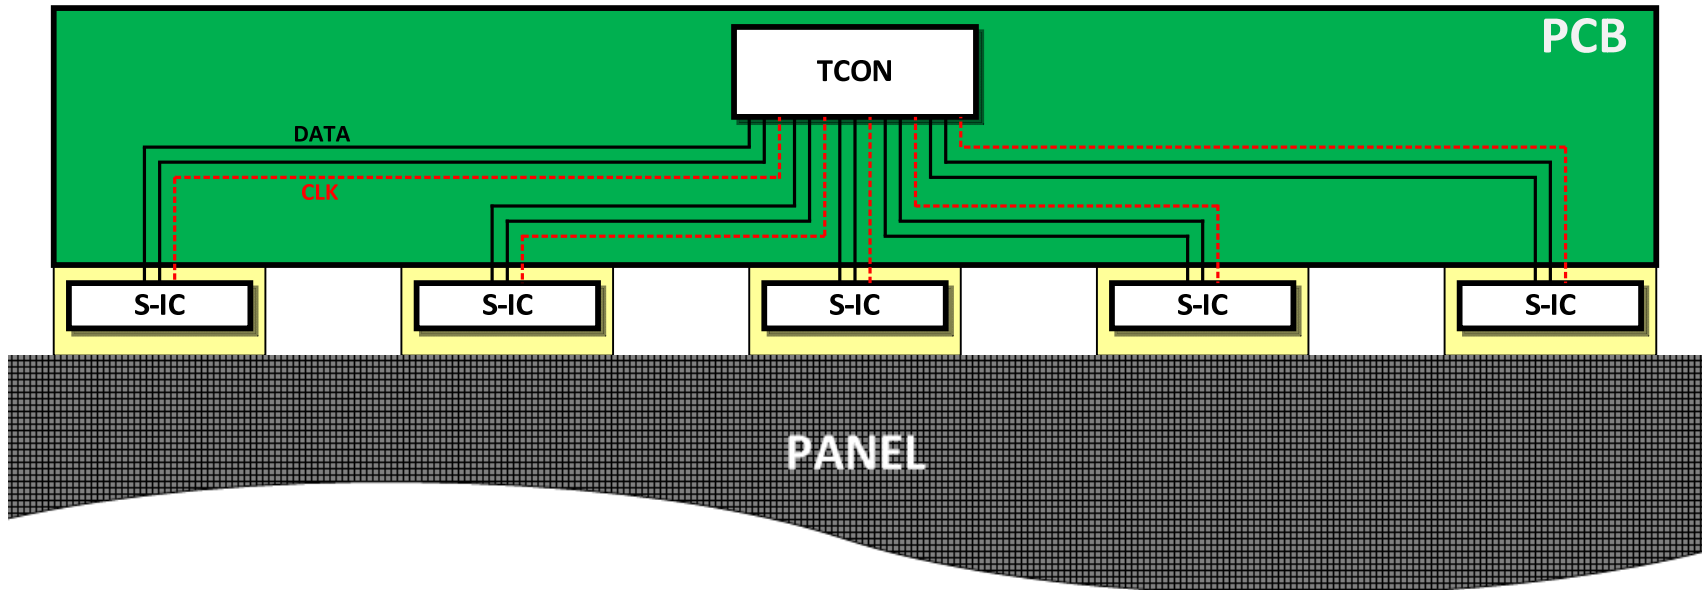 PCB
TCON
DATA
CLK
S-IC
S-IC
S-IC
S-IC
S-IC
PANEL